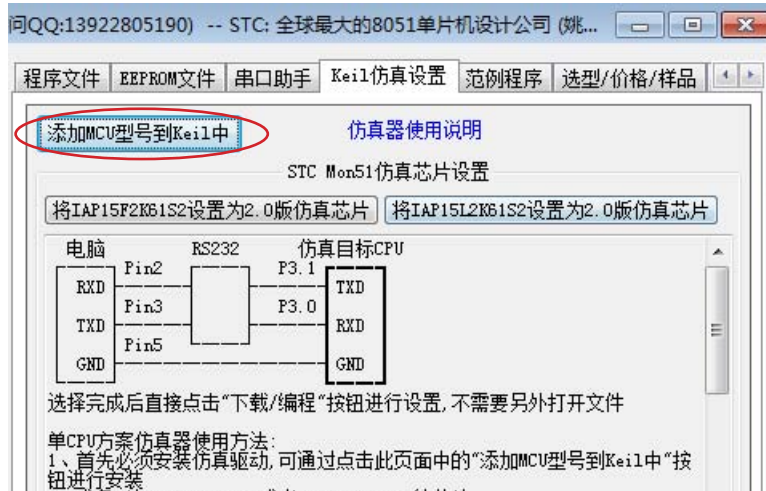 问QQ:13922805190) -- STC: 全球最大的8051单片机设计公司 (姚...
程序文件 EEPROM文件 串口助手 Keil仿真设置 范例程序 选型/价格/样品
添加MCU型号到Keil中 仿真器使用说明
STC Mon51仿真芯片设置
将IAP15F2K61S2设置为2.0版仿真芯片 将IAP15L2K61S2设置为2.0版仿真芯片
电脑 RS232 仿真目标CPU
Pin2 P3.1
RXD TXD
Pin3 P3.0
TXD RXD
Pin5
GND GND
选择完成后直接点击“下载/编程”按钮进行设置,不需要另外打开文件
单CPU方案仿真器使用方法:
1、首先必须安装仿真驱动,可通过点击此页面中的“添加MCU型号到Keil中“按
钮进行安装